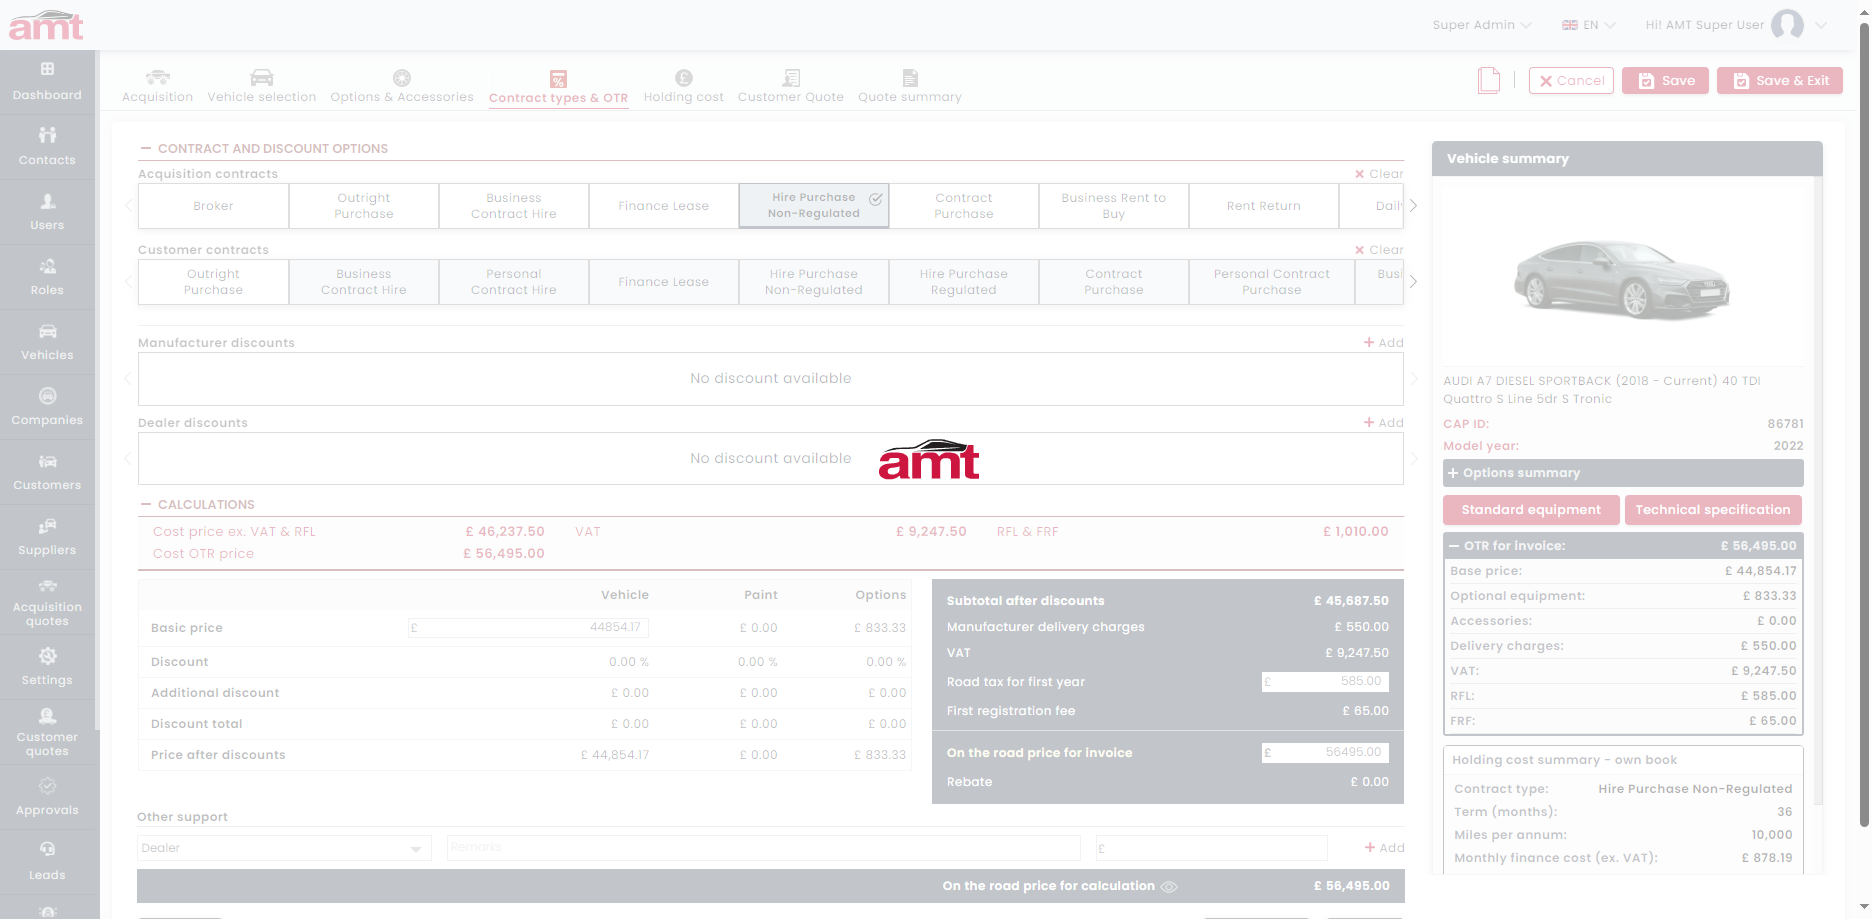 amt
Super Admin
EN
Hi! AMT Super User
Dashboard
Contacts
Users
Roles
Vehicles
Companies
Customers
Suppliers
Acquisition
quotes
Settings
Customer
quotes
Approvals
Leads
Acquisition
Vehicle selection
Options & Accessories
Contract types & OTR
Holding cost
Customer Quote
Quote summary
Cancel
Save
Save & Exit
CONTRACT AND DISCOUNT OPTIONS
Acquisition contracts
Clear
Broker
Outright
Purchase
Business
Contract Hire
Finance Lease
Hire Purchase
Non-Regulated
Contract
Purchase
Business Rent to
Buy
Rent Return
Customer contracts
Clear
Outright
Purchase
Business
Contract Hire
Personal
Contract Hire
Finance Lease
Hire Purchase
Non-Regulated
Hire Purchase
Regulated
Contract
Purchase
Personal Contract
Purchase
Manufacturer discounts
+ Add
No discount available
Dealer discounts
+ Add
No discount available
amt
CALCULATIONS
Cost price ex. VAT & RFL £ 46,237.50 VAT £ 9,247.50 RFL & FRF £ 1,010.00
Cost OTR price £ 56,495.00
Vehicle Paint Options
Basic price £ 44854.17 £ 0.00 £ 833.33
Discount 0.00 % 0.00 % 0.00 %
Additional discount £ 0.00 £ 0.00 £ 0.00
Discount total £ 0.00 £ 0.00 £ 0.00
Price after discounts £ 44,854.17 £ 0.00 £ 833.33
Subtotal after discounts £ 45,687.50
Manufacturer delivery charges £ 550.00
VAT £ 9,247.50
Road tax for first year £ 585.00
First registration fee £ 65.00
On the road price for invoice £ 56495.00
Rebate £ 0.00
Other support
Dealer
Remarks
£
+ Add
On the road price for calculation £ 56,495.00
Vehicle summary
AUDI A7 DIESEL SPORTBACK (2018 - Current) 40 TDI
Quattro S Line 5dr S Tronic
CAP ID: 86781
Model year: 2022
+ Options summary
Standard equipment
Technical specification
OTR for invoice: £ 56,495.00
Base price: £ 44,854.17
Optional equipment: £ 833.33
Accessories: £ 0.00
Delivery charges: £ 550.00
VAT: £ 9,247.50
RFL: £ 585.00
FRF: £ 65.00
Holding cost summary - own book
Contract type: Hire Purchase Non-Regulated
Term (months): 36
Miles per annum: 10,000
Monthly finance cost (ex. VAT): £ 878.19